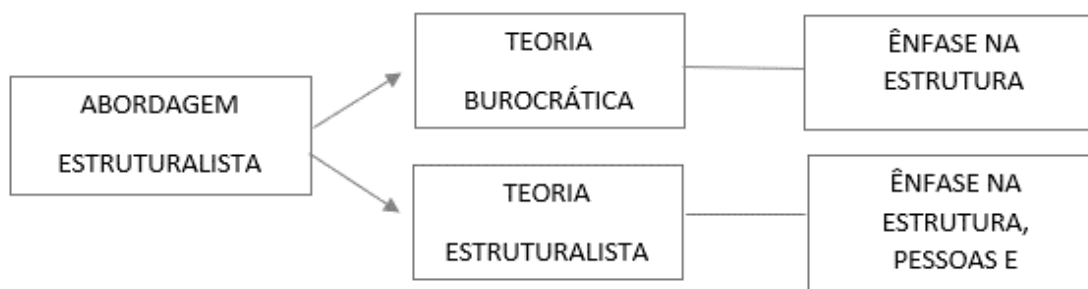 ABORDAGEM
ESTRUTURALISTA
TEORIA
BUROCRÁTICA
ÊNFASE NA
ESTRUTURA
TEORIA
ESTRUTURALISTA
ÊNFASE NA
ESTRUTURA,
PESSOAS E